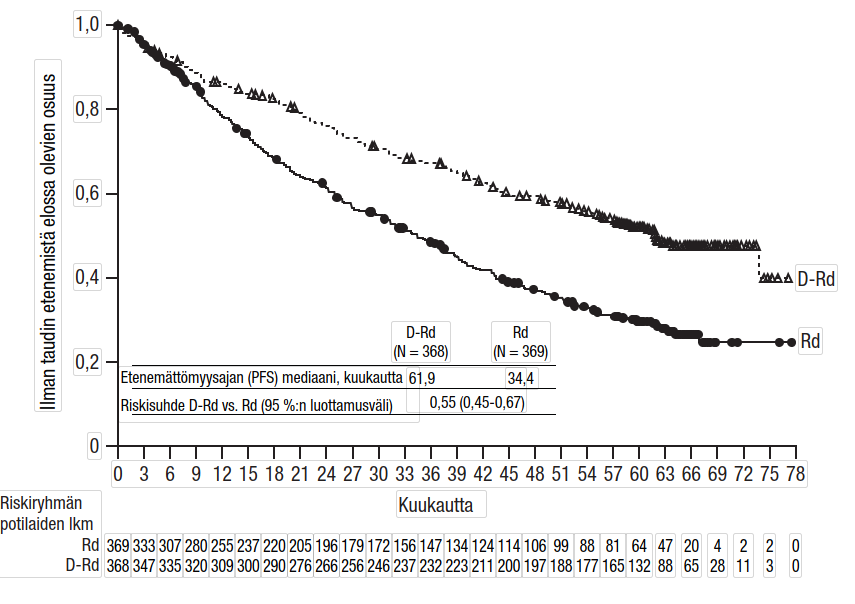 Ilman taudin etenemistä elossa olevien osuus
1,0
0,8
0,6
0,4
0,2
0
D-Rd
Rd
D-Rd
(N = 368)
Rd
(N = 369)
Etenemättömyysajan (PFS) mediaani, kuukautta 61,9 34,4
Riskisuhde D-Rd vs. Rd (95 %:n luottamusväli) 0,55 (0,45-0,67)
0 3 6 9 12 15 18 21 24 27 30 33 36 39 42 45 48 51 54 57 60 63 66 69 72 75 78
Kuukautta
Riskiryhmän
potilaiden lkm
Rd 369 333 307 280 255 237 220 205 196 179 172 156 147 134 124 114 106 99 88 81 64 47 20 4 2 2 0
D-Rd 368 347 335 320 309 300 290 276 266 256 246 237 232 223 211 200 197 188 177 165 132 88 65 28 11 3 0